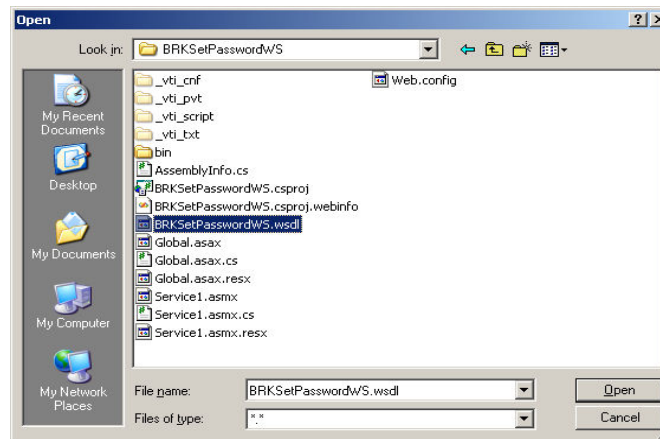 Open
Look in: BRKSetPasswordWS
My Recent
Documents
Desktop
My Documents
My Computer
My Network
Places
_vti_cnf
_vti_pvt
_vti_script
_vti_txt
bin
AssemblyInfo.cs
BRKSetPasswordWS.csproj
BRKSetPasswordWS.csproj.webinfo
BRKSetPasswordWS.wsdl
Global.asax
Global.asax.cs
Global.asax.resx
Service1.asmx
Service1.asmx.cs
Service1.asmx.resx
Web.config
File name: BRKSetPasswordWS.wsdl Open
Files of type: *.* Cancel